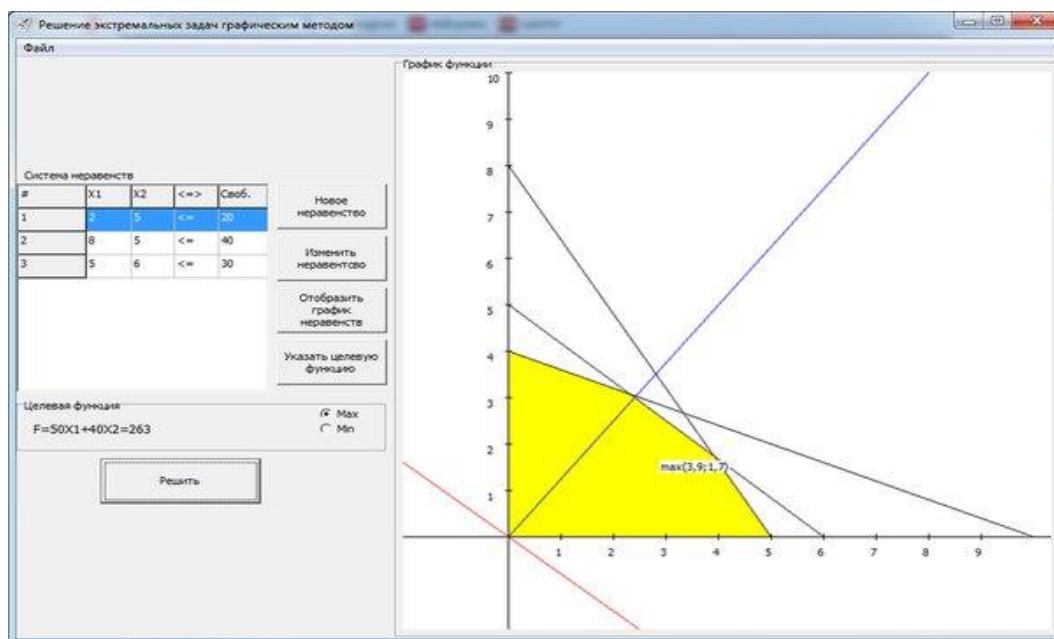 Решение экстремальных задач графическим методом
Файл
График функции
Система неравенств
# X1 X2 <=> Своб.
1 2 5 <= 20
2 8 5 <= 40
3 5 6 <= 30
Новое неравенство
Изменить неравентсво
Отобразить график неравенств
Указать целевую функцию
Целевая функция
F=50X1+40X2=263
Max
Min
Решить
10
9
8
7
6
5
4
3
2
1
max(3,9;1,7)
1 2 3 4 5 6 7 8 9